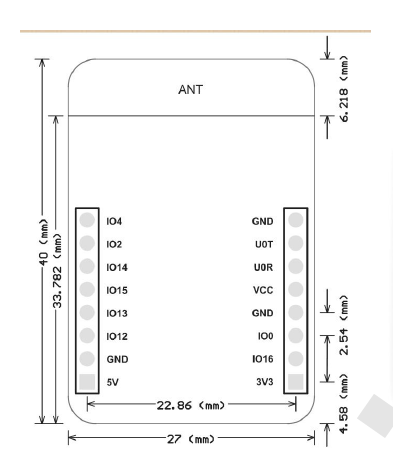 ANT
6.218 (mm)
40 (mm)
33.782 (mm)
IO4 GND
IO2 U0T
IO14 U0R
IO15 VCC
IO13 GND
IO12 IO0
GND IO16
5V 3V3
2.54 (mm)
22.86 (mm)
4.58 (mm)
27 (mm)